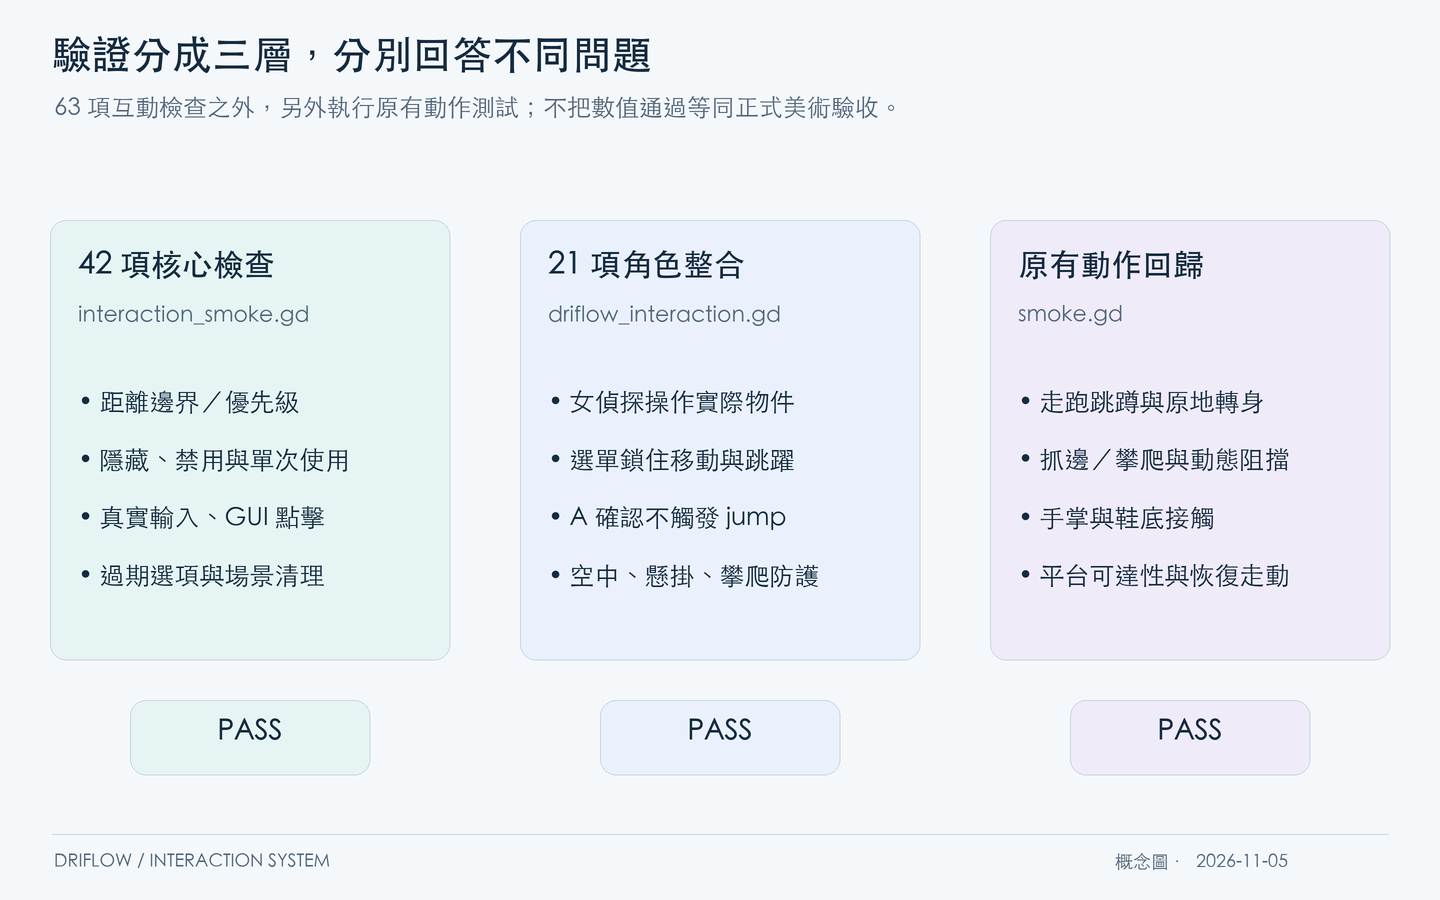 驗證分成三層，分別回答不同問題
63 項互動檢查之外，另外執行原有動作測試；不把數值通過等同正式美術驗收。
42 項核心檢查
interaction_smoke.gd
• 距離邊界／優先級
• 隱藏、禁用與單次使用
• 真實輸入、GUI 點擊
• 過期選項與場景清理
PASS
21 項角色整合
driflow_interaction.gd
• 女偵探操作實際物件
• 選單鎖住移動與跳躍
• A 確認不觸發 jump
• 空中、懸掛、攀爬防護
PASS
原有動作回歸
smoke.gd
• 走跑跳蹲與原地轉身
• 抓邊／攀爬與動態阻擋
• 手掌與鞋底接觸
• 平台可達性與恢復走動
PASS
DRIFLOW / INTERACTION SYSTEM
概念圖 · 2026-11-05